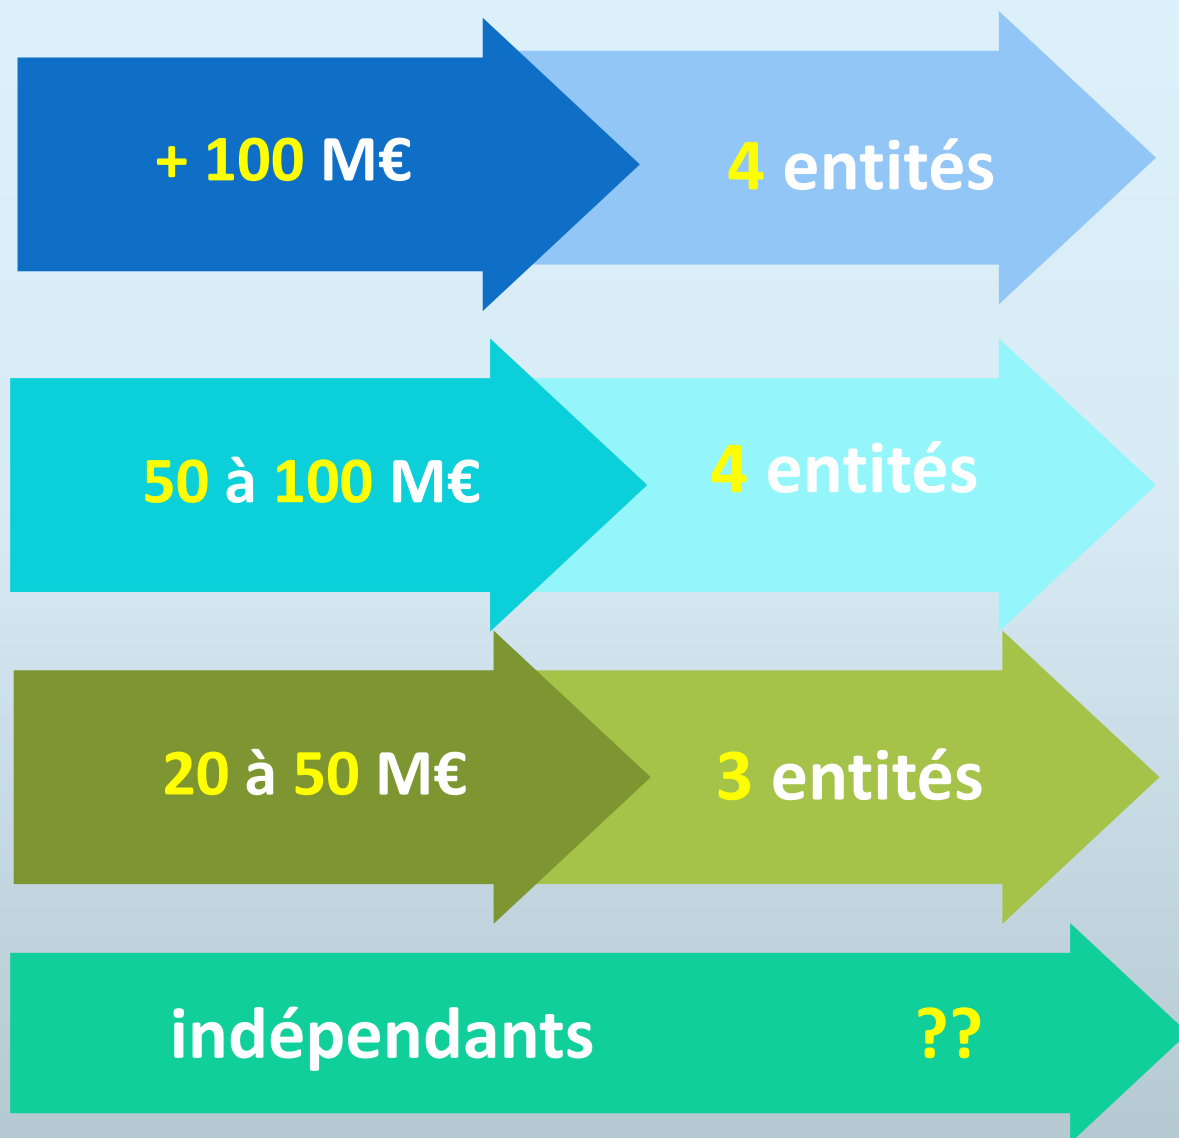 + 100 M€
4 entités
50 à 100 M€
4 entités
20 à 50 M€
3 entités
indépendants ??